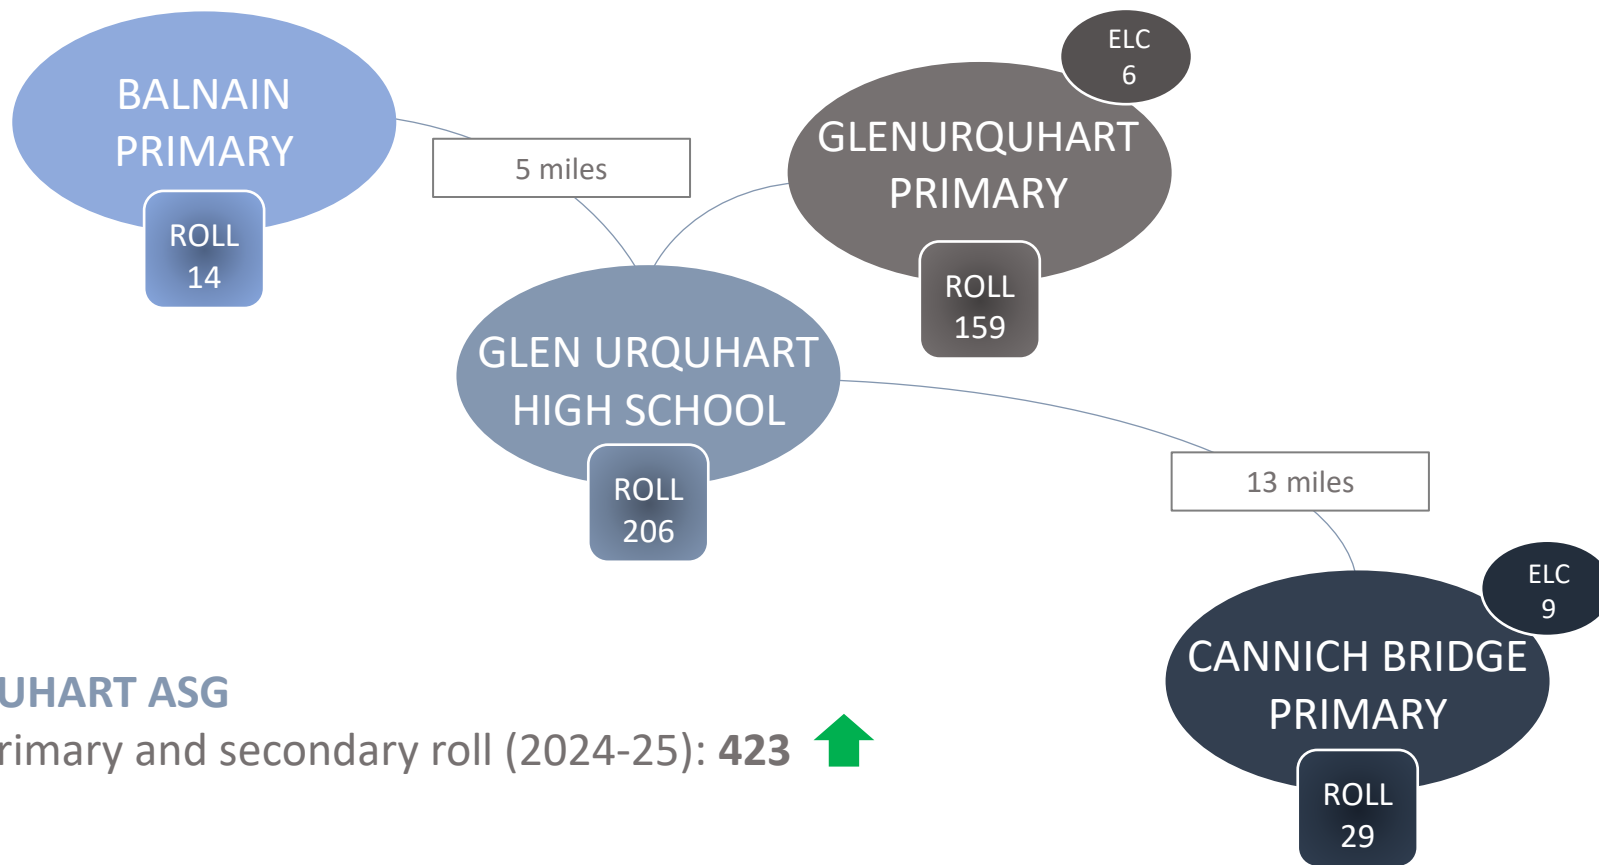 BALNAIN
PRIMARY
ROLL
14
5 miles
ELC
6
GLENURQUHART
PRIMARY
ROLL
159
GLEN URQUHART
HIGH SCHOOL
ROLL
206
13 miles
ELC
9
CANNICH BRIDGE
PRIMARY
ROLL
29
UHART ASG
rimary and secondary roll (2024-25): 423